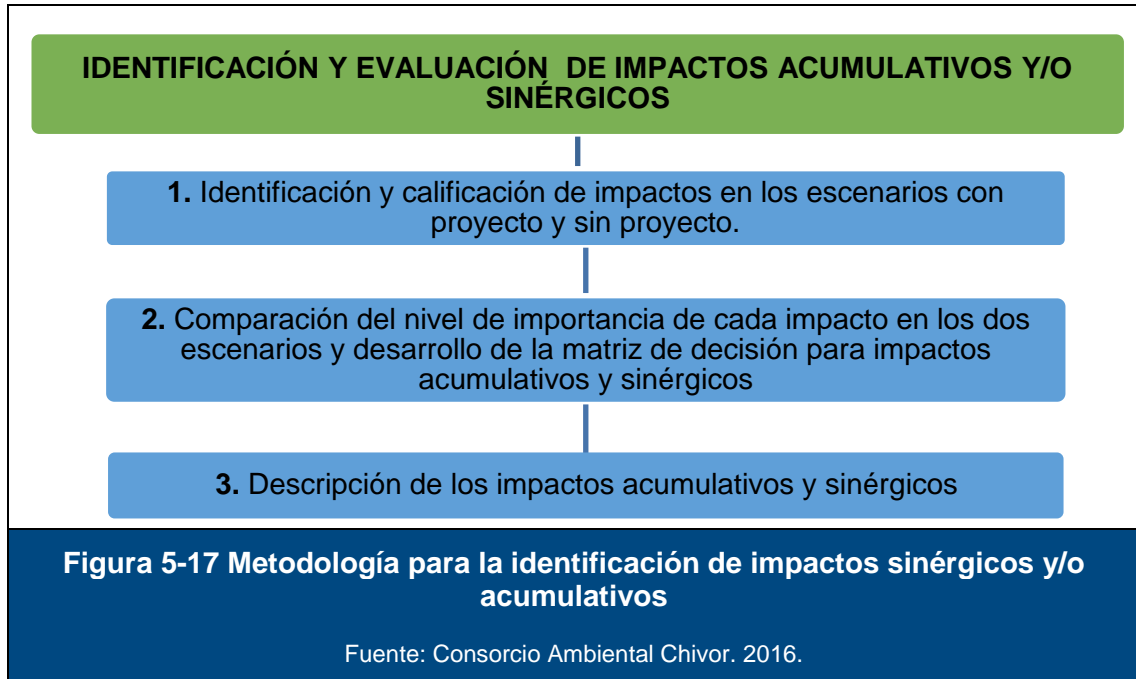 IDENTIFICACIÓN Y EVALUACIÓN DE IMPACTOS ACUMULATIVOS Y/O
SINÉRGICOS
1. Identificación y calificación de impactos en los escenarios con
proyecto y sin proyecto.
2. Comparación del nivel de importancia de cada impacto en los dos
escenarios y desarrollo de la matriz de decisión para impactos
acumulativos y sinérgicos
3. Descripción de los impactos acumulativos y sinérgicos
Figura 5-17 Metodología para la identificación de impactos sinérgicos y/o
acumulativos
Fuente: Consorcio Ambiental Chivor. 2016.